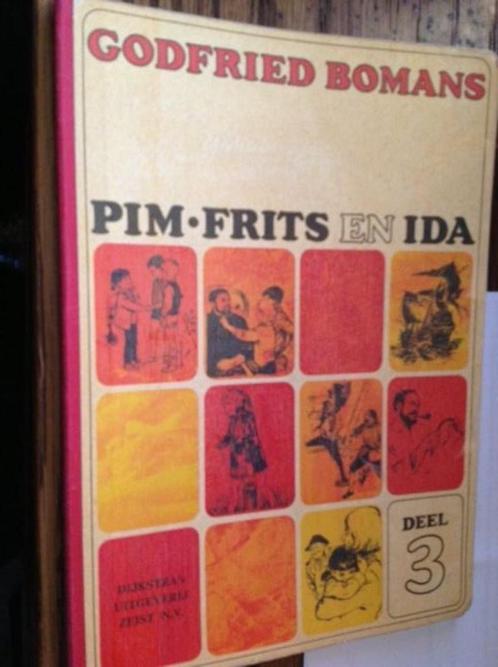 GODFRIED BOMANS
PIM•FRITS EN IDA
DEEL
3
DIJKSTRA'S
UITGEVERIJ
ZEIST N.V.